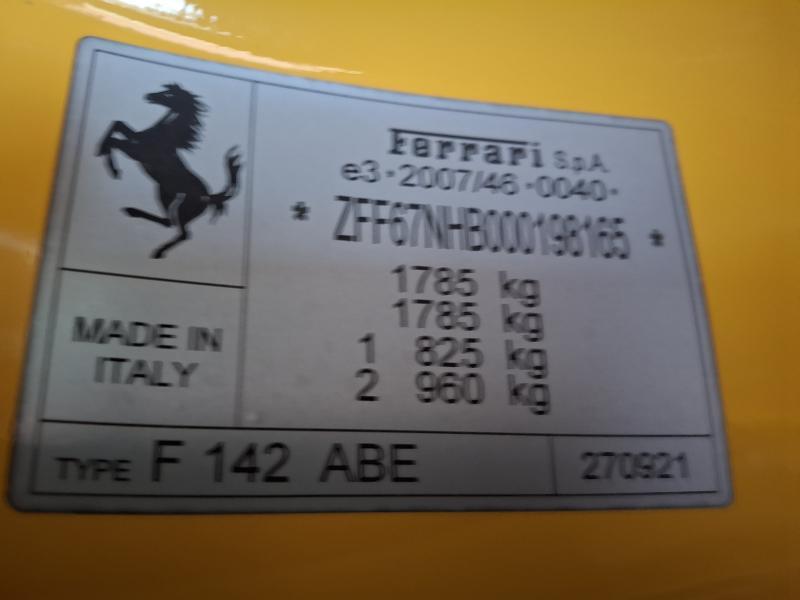 Ferrari S.p.A.
e3*2007/46*0040*
* ZFF67NHB000198165 *
1785 kg
1785 kg
1 825 kg
2 960 kg
MADE IN
ITALY
TYPE F 142 ABE
270921